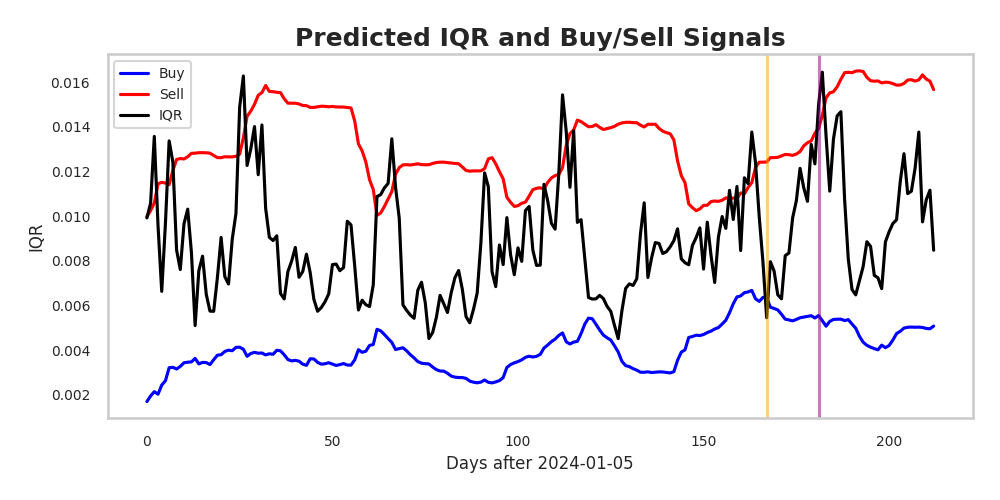 Predicted IQR and Buy/Sell Signals
Buy
Sell
IQR
0.016
0.014
0.012
0.010
0.008
0.006
0.004
0.002
IQR
0
50
100
150
200
Days after 2024-01-05